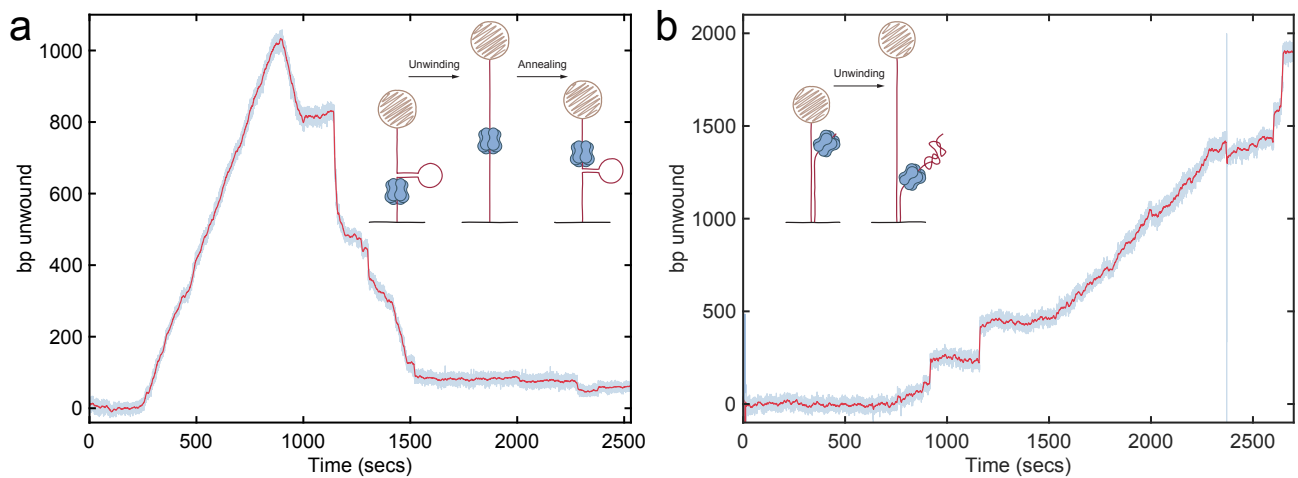 a
bp unwound
1000
800
600
400
200
0
0 500 1000 1500 2000 2500
Time (secs)
Unwinding
Annealing
b
bp unwound
2000
1500
1000
500
0
0 500 1000 1500 2000 2500
Time (secs)
Unwinding